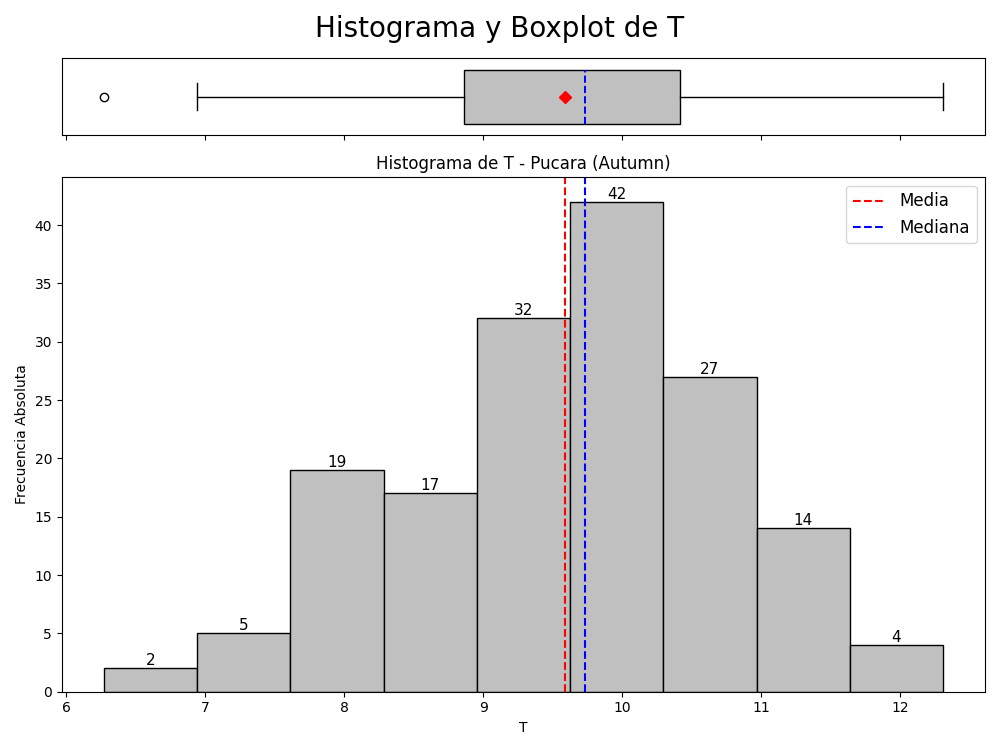 Histograma y Boxplot de T
Histograma de T - Pucara (Autumn)
Media
Mediana
Frecuencia Absoluta
40
35
30
25
20
15
10
5
0
2
5
19
17
32
42
27
14
4
6 7 8 9 10 11 12
T